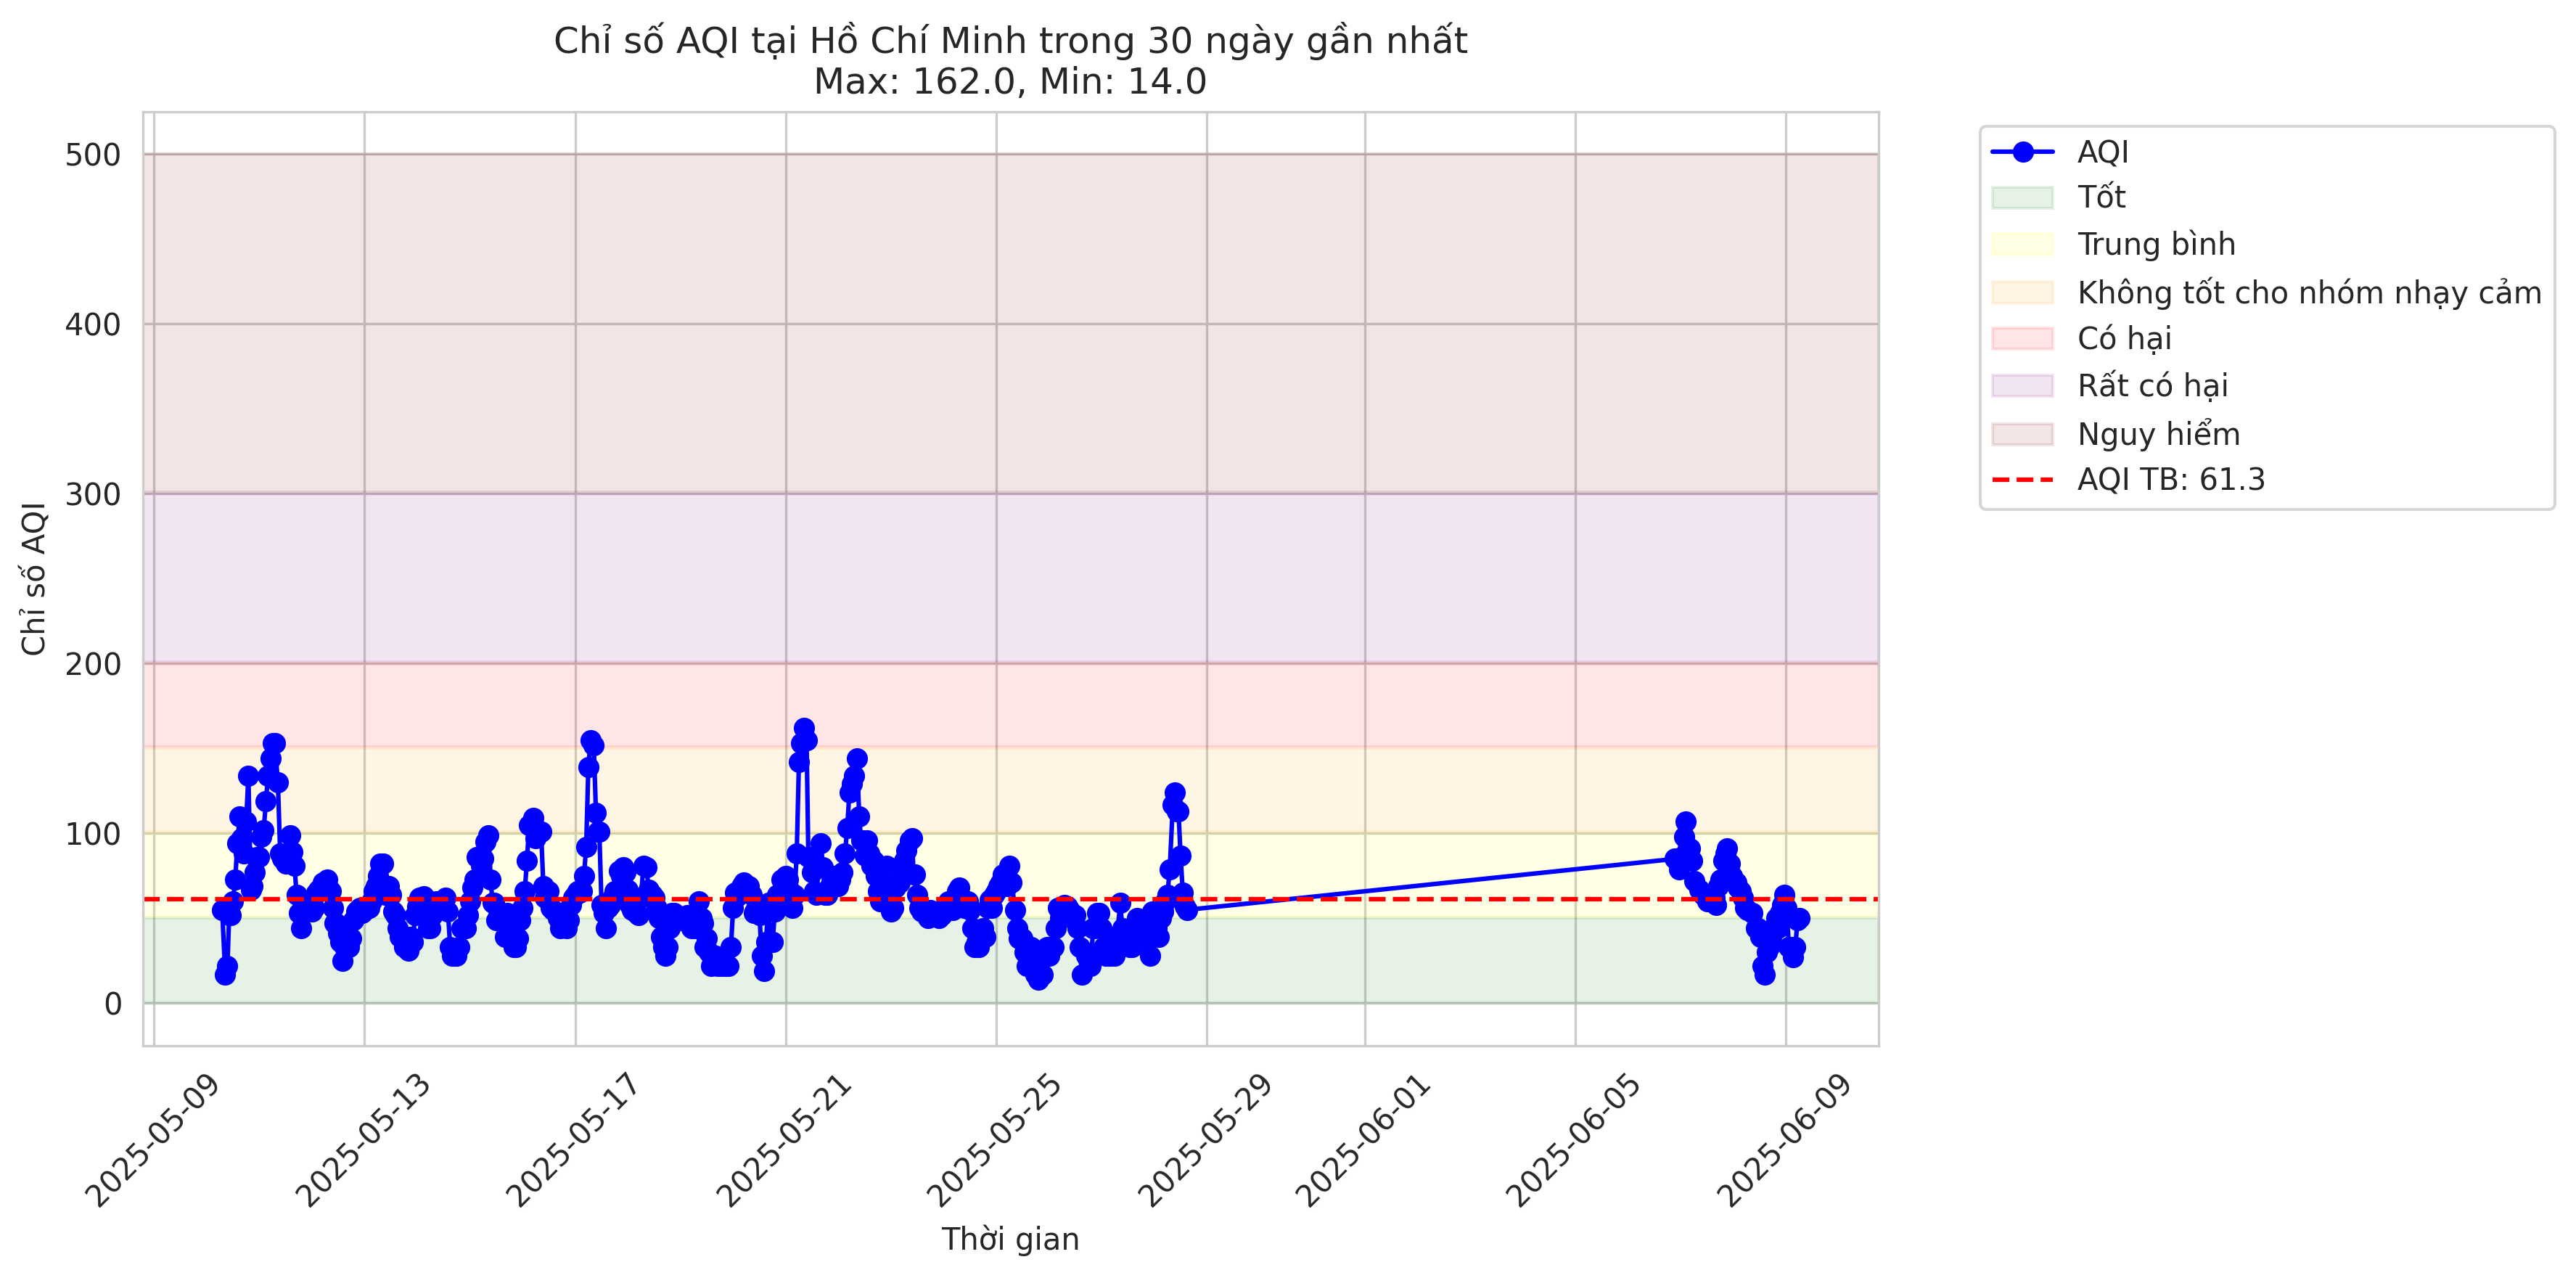 Chỉ số AQI tại Hồ Chí Minh trong 30 ngày gần nhất
Max: 162.0, Min: 14.0
Chỉ số AQI
500
400
300
200
100
0
2025-05-09
2025-05-13
2025-05-17
2025-05-21
2025-05-25
2025-05-29
2025-06-01
2025-06-05
2025-06-09
Thời gian
AQI
Tốt
Trung bình
Không tốt cho nhóm nhạy cảm
Có hại
Rất có hại
Nguy hiểm
AQI TB: 61.3